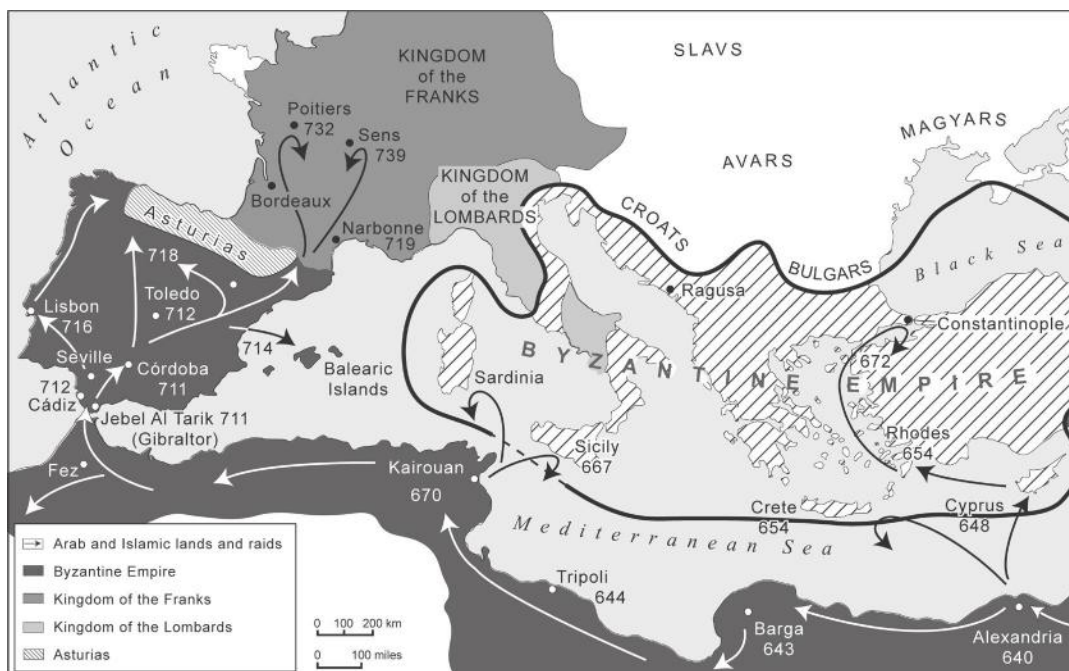 Atlantic
Ocean
KINGDOM
of the
FRANKS
SLAVS
MAGYARS
AVARS
Poitiers
732
Sens
739
Bordeaux
KINGDOM
of the
LOMBARDS
CROATS
BULGARS
Black Sea
Narbonne
719
Asturias
718
Toledo
712
Lisbon
716
Ragusa
Constantinople
672
714
Balearic
Islands
Sardinia
BYZANTINE EMPIRE
Seville
712
Córdoba
711
Cádiz
Jebel Al Tarik 711
(Gibraltor)
Fez
Kairouan
670
Sicily
667
Rhodes
654
Crete
654
Cyprus
648
Mediterranean Sea
Tripoli
644
Barga
643
Alexandria
640
Arab and Islamic lands and raids
Byzantine Empire
Kingdom of the Franks
Kingdom of the Lombards
Asturias
0 100 200 km
0 100 miles